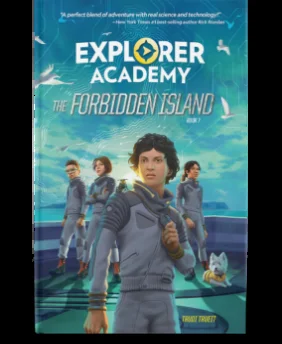 "A perfect blend of adventure with real science and technology!"
—New York Times #1 best-selling author Rick Riordan
EXPLORER
ACADEMY
THE FORBIDDEN ISLAND
BOOK 7
TRUDI TRUEIT